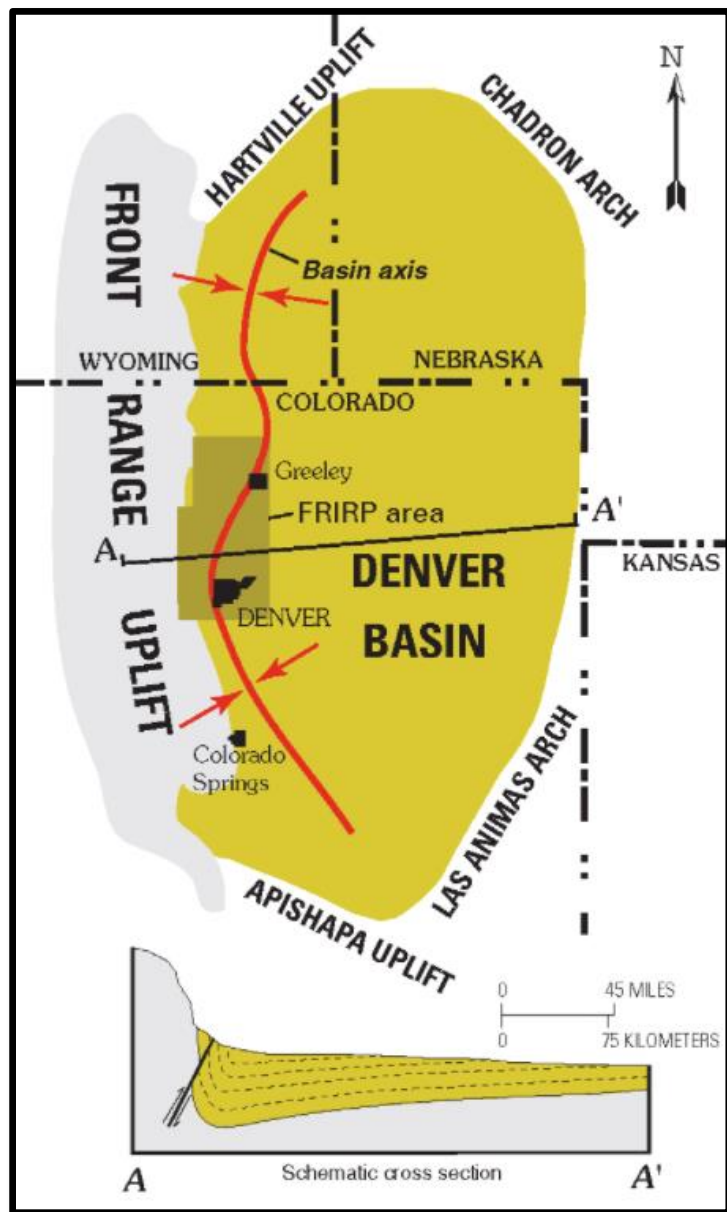 HARTVILLE UPLIFT
CHADRON ARCH
N
FRONT
RANGE
UPLIFT
Basin axis
WYOMING
NEBRASKA
COLORADO
Greeley
FRIRP area
A
A'
KANSAS
DENVER
BASIN
DENVER
Colorado
Springs
LAS ANIMAS ARCH
APISHAPA UPLIFT
0 45 MILES
0 75 KILOMETERS
A
Schematic cross section
A'